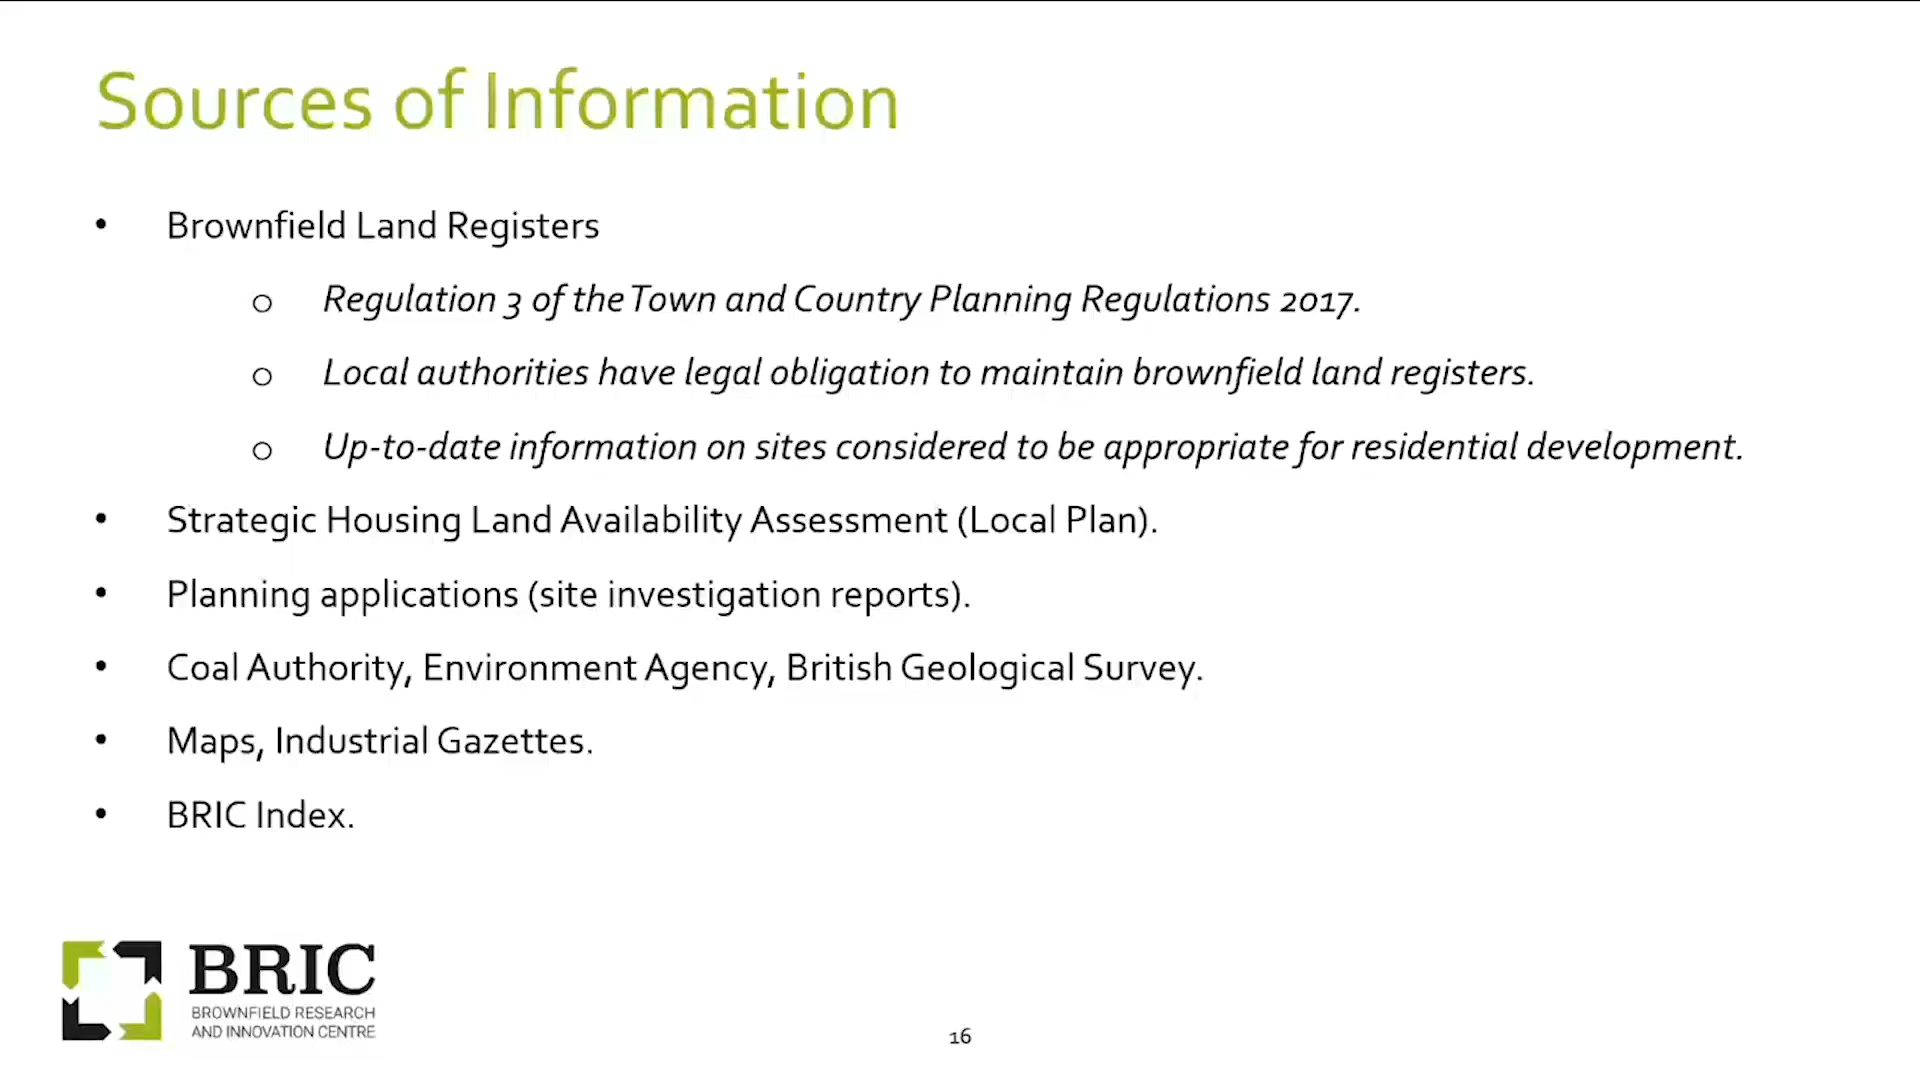 Sources of Information
• Brownfield Land Registers
o Regulation 3 of the Town and Country Planning Regulations 2017.
o Local authorities have legal obligation to maintain brownfield land registers.
o Up-to-date information on sites considered to be appropriate for residential development.
• Strategic Housing Land Availability Assessment (Local Plan).
• Planning applications (site investigation reports).
• Coal Authority, Environment Agency, British Geological Survey.
• Maps, Industrial Gazettes.
• BRIC Index.
BRIC
BROWNFIELD RESEARCH
AND INNOVATION CENTRE
16